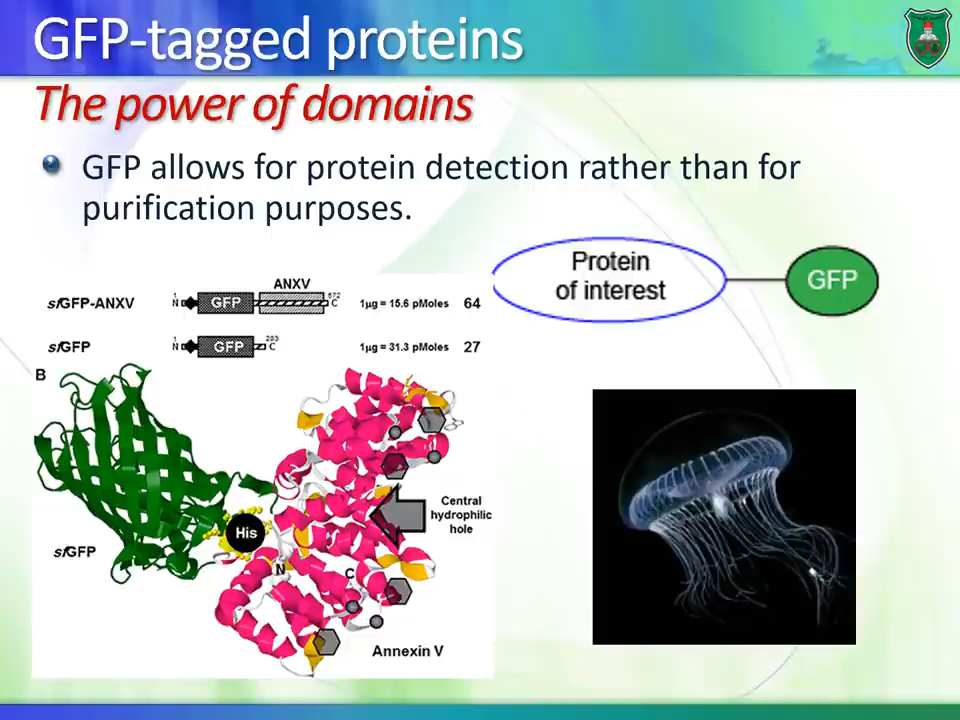 GFP-tagged proteins
The power of domains
GFP allows for protein detection rather than for
purification purposes.
Protein
of interest
GFP
ANXV
sfGFP-ANXV
1
N
GFP
572
C
1µg = 15.6 pMoles
64
sfGFP
1
N
GFP
283
C
1µg = 31.3 pMoles
27
B
Central
hydrophilic
hole
His
sfGFP
N
C
Annexin V